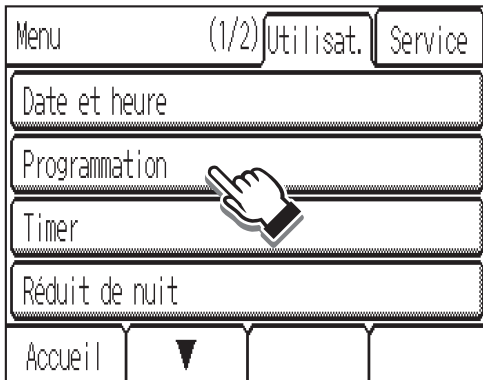 Menu (1/2) Utilisat. Service
Date et heure
Programmation
Timer
Réduit de nuit
Accueil ▼